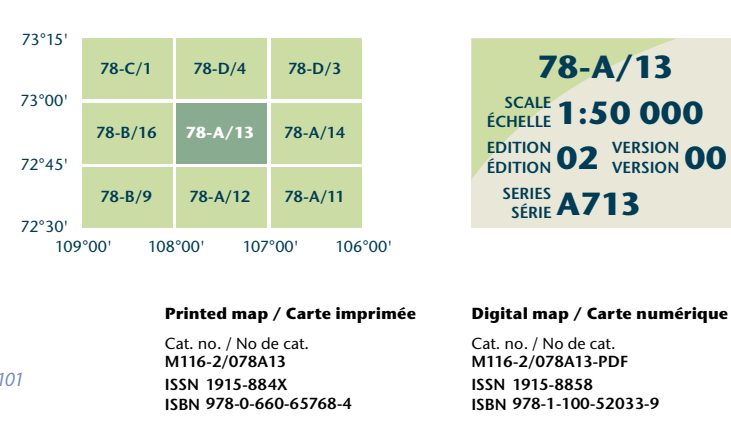 73°15'
78-C/1 78-D/4 78-D/3
73°00'
78-B/16 78-A/13 78-A/14
72°45'
78-B/9 78-A/12 78-A/11
72°30'
109°00' 108°00' 107°00' 106°00'
78-A/13
SCALE
ÉCHELLE 1:50 000
EDITION
ÉDITION 02 VERSION
VERSION 00
SERIES
SÉRIE A713
Printed map / Carte imprimée
Cat. no. / No de cat.
M116-2/078A13
ISSN 1915-884X
ISBN 978-0-660-65768-4
Digital map / Carte numérique
Cat. no. / No de cat.
M116-2/078A13-PDF
ISSN 1915-8858
ISBN 978-1-100-52033-9
101